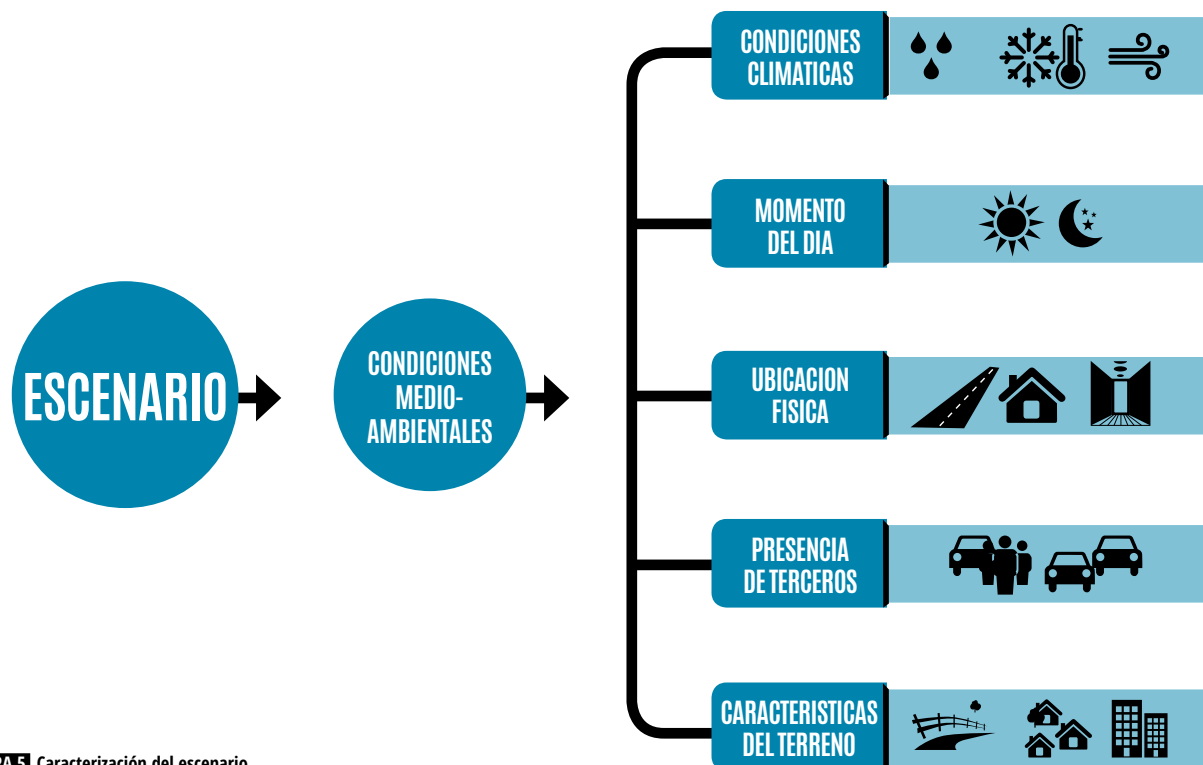 CONDICIONES
CLIMATICAS
MOMENTO
DEL DIA
ESCENARIO
CONDICIONES
MEDIO-
AMBIENTALES
UBICACION
FISICA
PRESENCIA
DE TERCEROS
CARACTERISTICAS
DEL TERRENO
5 Caracterización del escenario